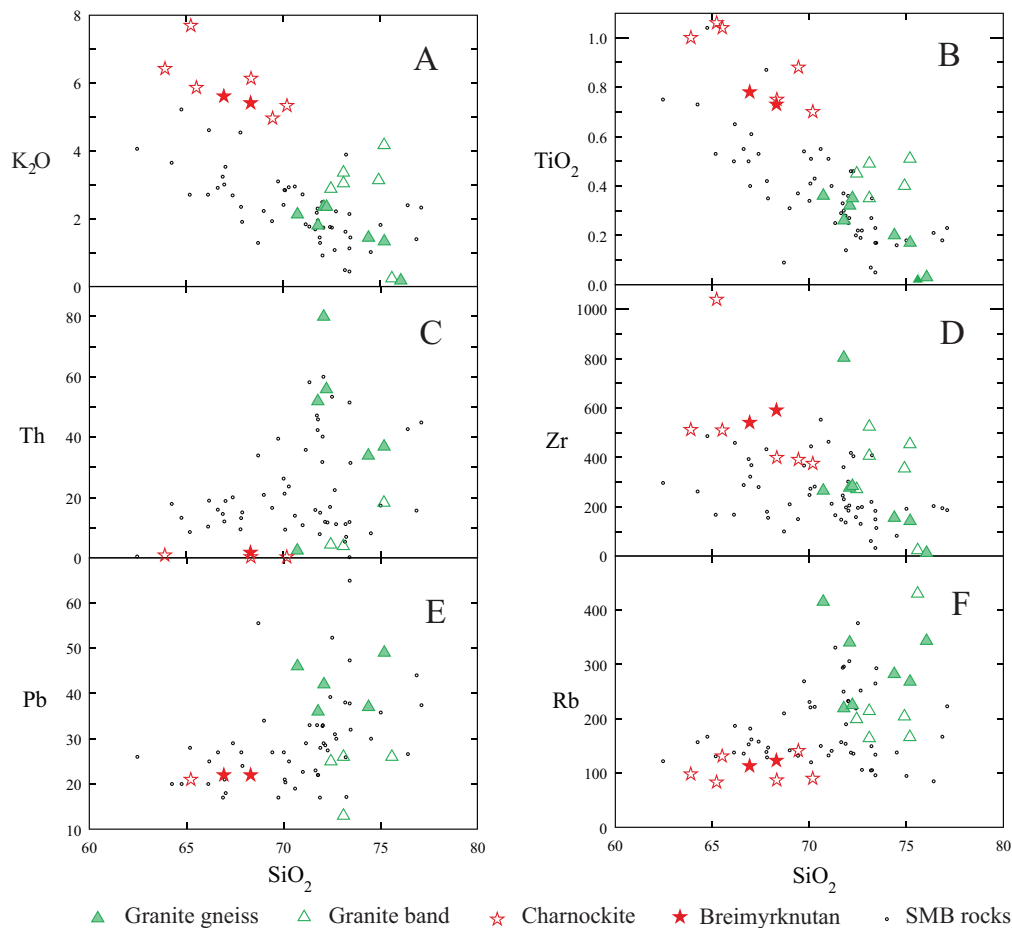 8
6
4
2
0
K₂O
A
1.0
0.8
0.6
0.4
0.2
0.0
TiO₂
B
80
60
40
20
0
Th
C
1000
800
600
400
200
0
Zr
D
60
50
40
30
20
10
Pb
E
400
300
200
100
0
Rb
F
60 65 70 75 80
SiO₂
60 65 70 75 80
SiO₂
Granite gneiss Granite band Charnockite Breimyrknutan SMB rocks